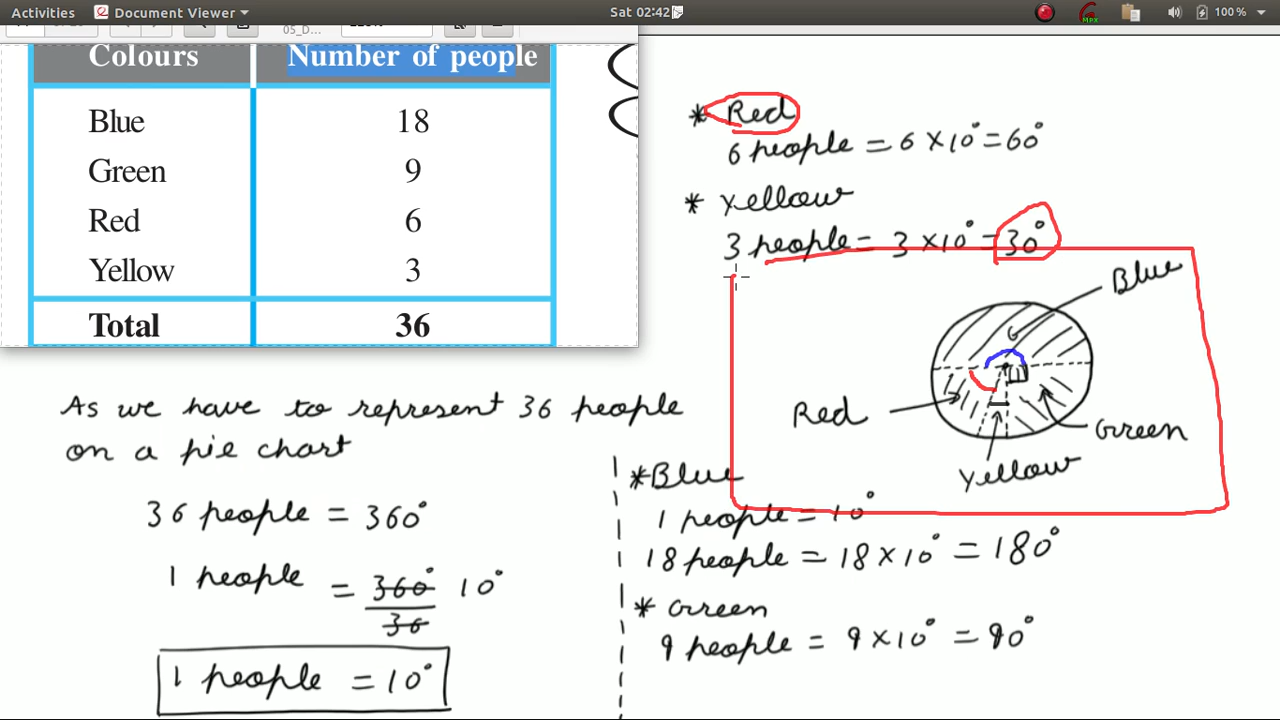 Activities Document Viewer Sat 02:42 100 %
05_D...
Colours Number of people
Blue 18
Green 9
Red 6
Yellow 3
Total 36
* Red
6 people = 6 × 10° = 60°
* Yellow
3 people = 3 × 10° = 30°
Blue
Red
Green
Yellow
As we have to represent 36 people
on a pie chart
36 people = 360°
1 people = 360° 10°
36
1 people = 10°
* Blue
1 people = 10°
18 people = 18 × 10° = 180°
* Green
9 people = 9 × 10° = 90°